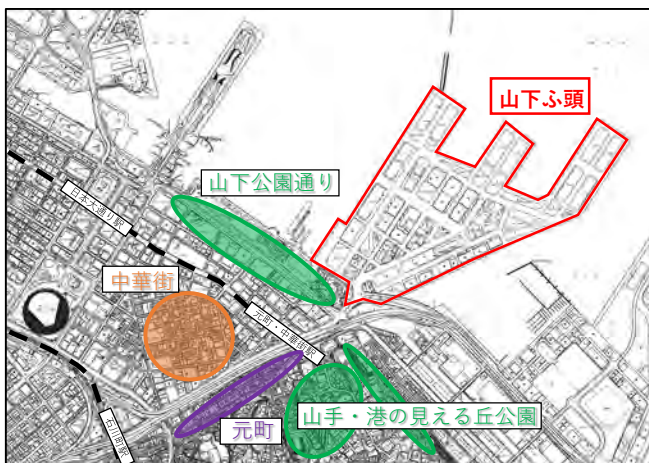 山下ふ頭
山下公園通り
日本大通り駅
中華街
元町・中華街駅
山手・港の見える丘公園
元町
石川町駅